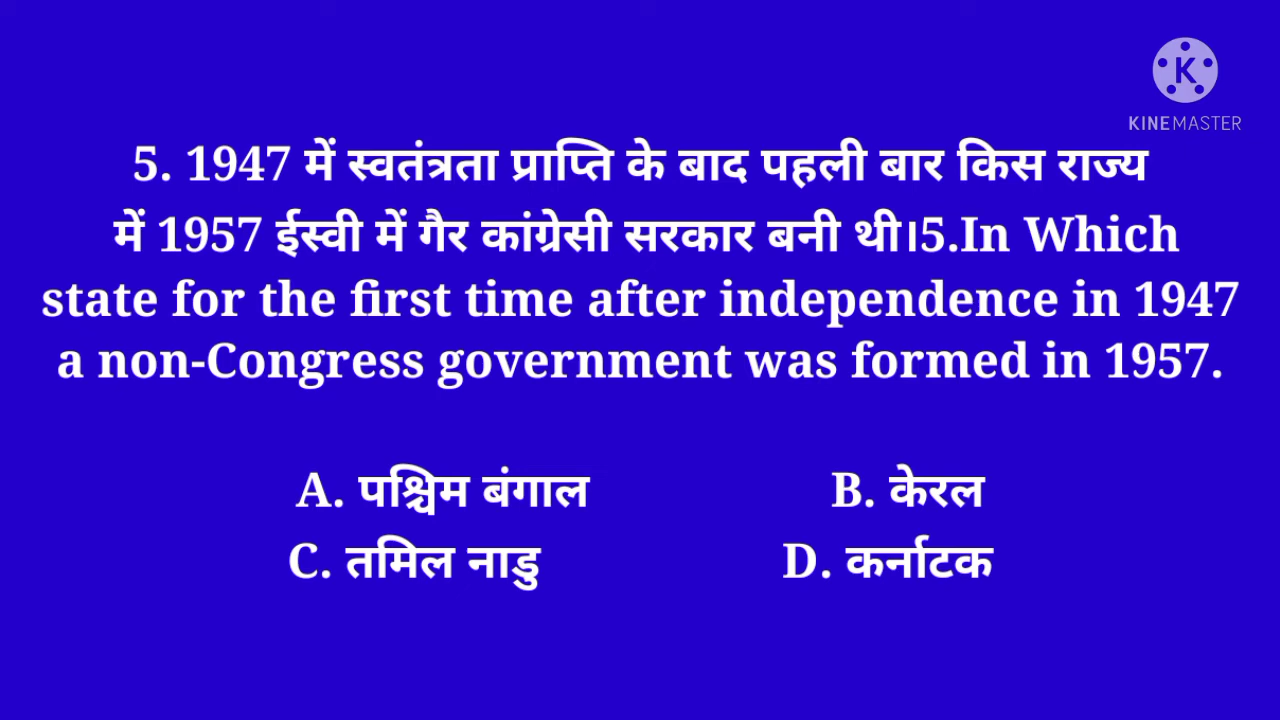 K
KINEMASTER
5. 1947 में स्वतंत्रता प्राप्ति के बाद पहली बार किस राज्य
में 1957 ईस्वी में गैर कांग्रेसी सरकार बनी थी।5.In Which
state for the first time after independence in 1947
a non-Congress government was formed in 1957.
A. पश्चिम बंगाल B. केरल
C. तमिल नाडु D. कर्नाटक